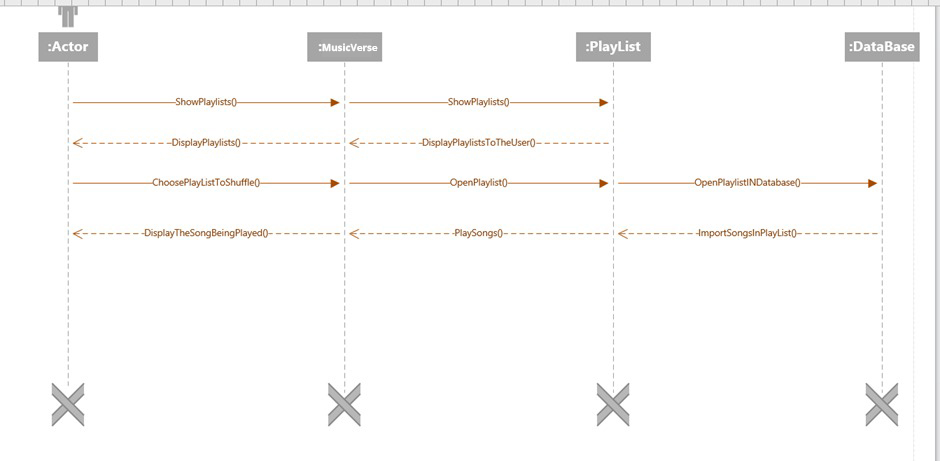 :Actor
:MusicVerse
:PlayList
:DataBase
ShowPlaylists()
ShowPlaylists()
DisplayPlaylists()
DisplayPlaylistsToTheUser()
ChoosePlayListToShuffle()
OpenPlaylist()
OpenPlaylistINDatabase()
DisplayTheSongBeingPlayed()
PlaySongs()
ImportSongsInPlayList()